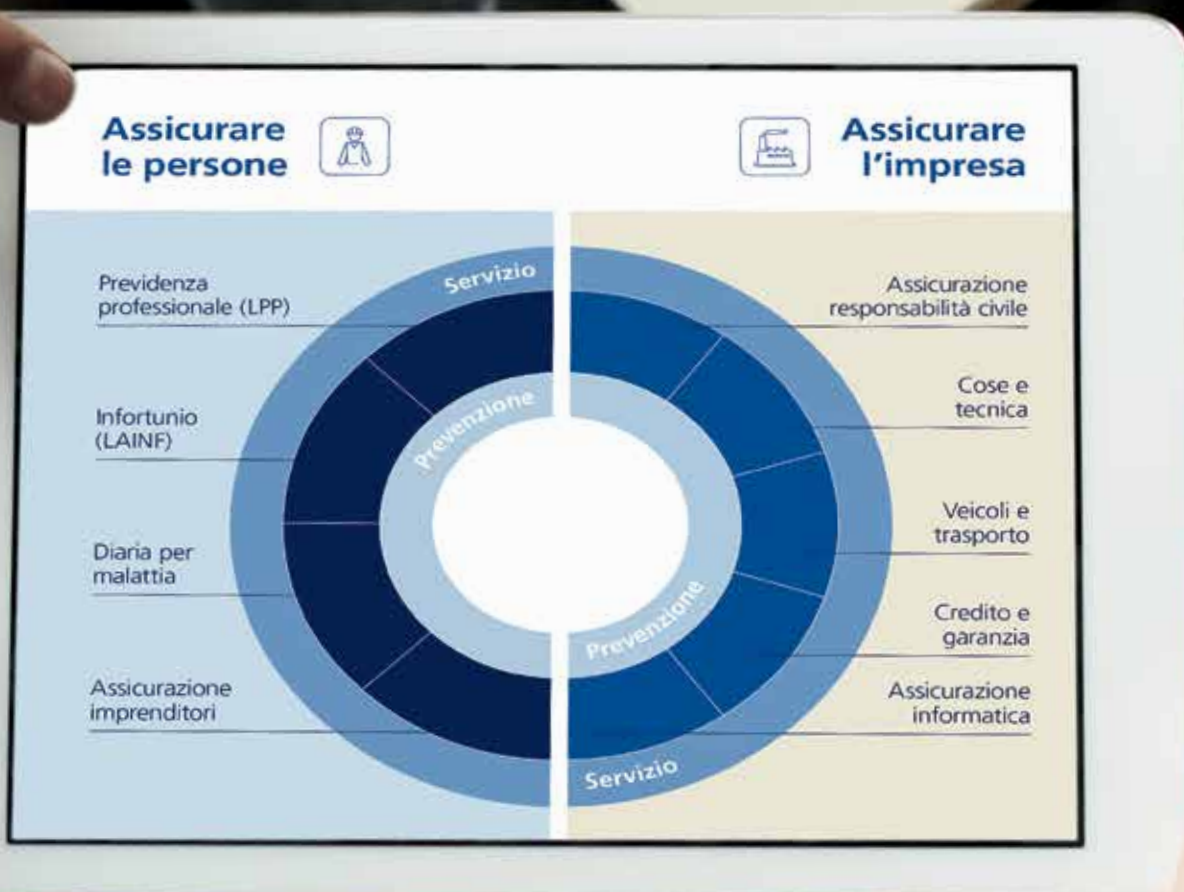 Assicurare
le persone
Assicurare
l'impresa
Previdenza
professionale (LPP)
Infortunio
(LAINF)
Diaria per
malattia
Assicurazione
imprenditori
Servizio
Prevenzione
Prevenzione
Servizio
Assicurazione
responsabilità civile
Cose e
tecnica
Veicoli e
trasporto
Credito e
garanzia
Assicurazione
informatica